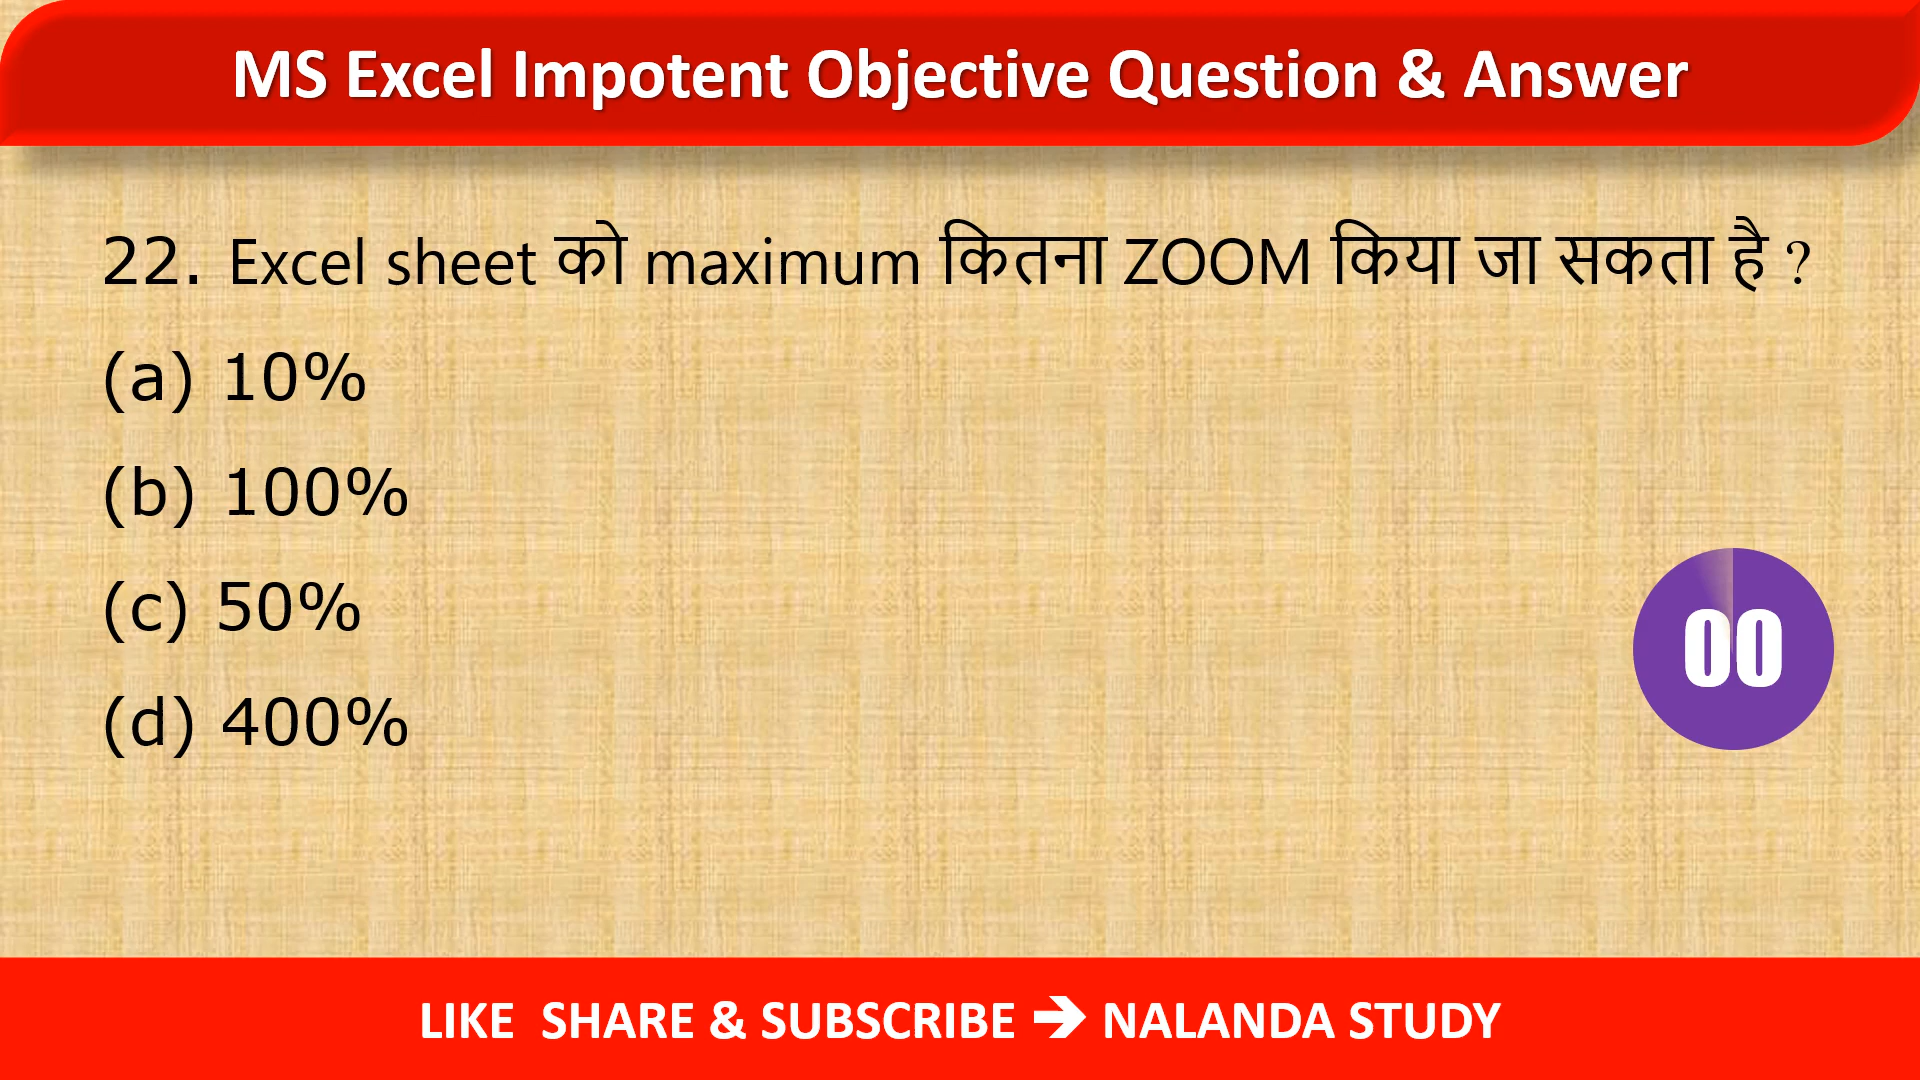 MS Excel Impotent Objective Question & Answer
22. Excel sheet को maximum कितना ZOOM किया जा सकता है ?
(a) 10%
(b) 100%
(c) 50%
(d) 400%
00
LIKE  SHARE & SUBSCRIBE 🡺 NALANDA STUDY